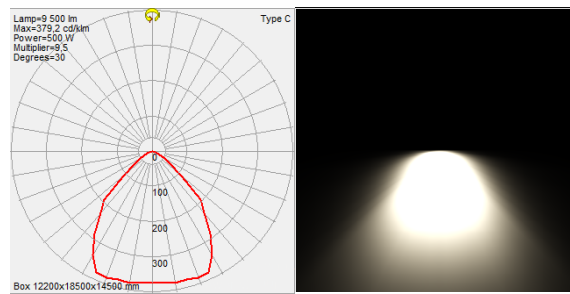 Lamp=9 500 lm
Type C
Max=379,2 cd/klm
Power=500 W
Multiplier=9,5
Degrees=30
0
100
200
300
Box 12200x18500x14500 mm